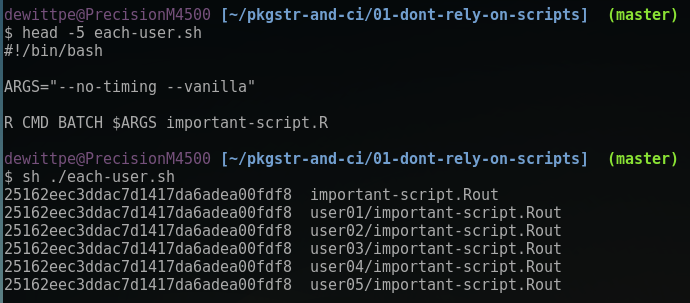 dewittpe@PrecisionM4500 [~/pkgstr-and-ci/01-dont-rely-on-scripts]  (master)
$ head -5 each-user.sh
#!/bin/bash
ARGS="--no-timing --vanilla"
R CMD BATCH $ARGS important-script.R
dewittpe@PrecisionM4500 [~/pkgstr-and-ci/01-dont-rely-on-scripts]  (master)
$ sh ./each-user.sh
25162eec3ddac7d1417da6adea00fdf8  important-script.Rout
25162eec3ddac7d1417da6adea00fdf8  user01/important-script.Rout
25162eec3ddac7d1417da6adea00fdf8  user02/important-script.Rout
25162eec3ddac7d1417da6adea00fdf8  user03/important-script.Rout
25162eec3ddac7d1417da6adea00fdf8  user04/important-script.Rout
25162eec3ddac7d1417da6adea00fdf8  user05/important-script.Rout